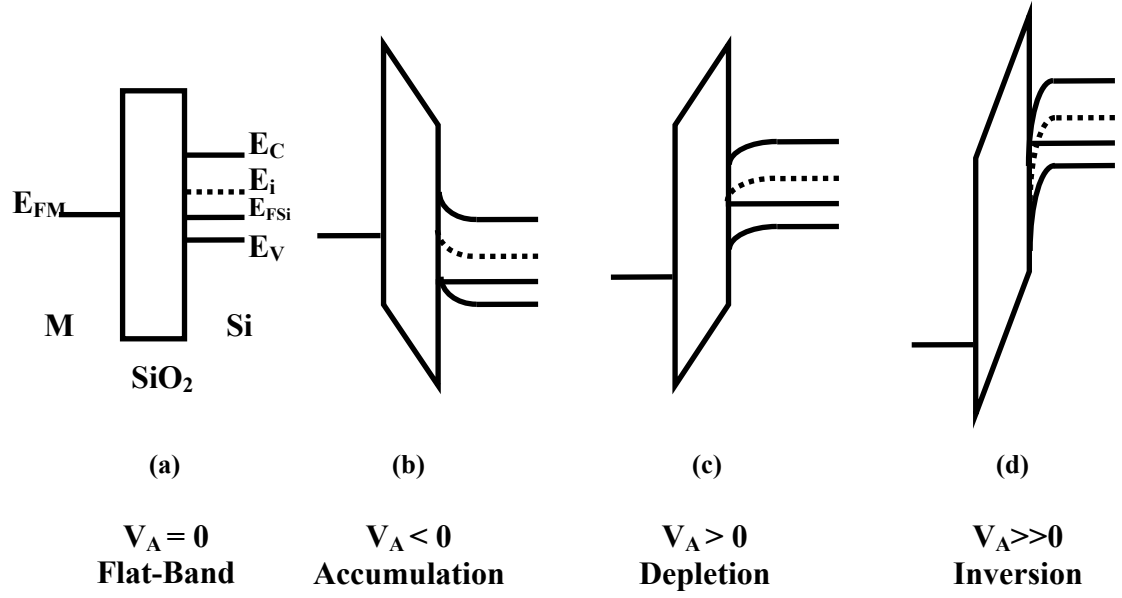 E_C
E_i
E_FM
E_FSi
E_V
M
Si
SiO₂
(a)
(b)
(c)
(d)
V_A = 0
V_A < 0
V_A > 0
V_A>>0
Flat-Band
Accumulation
Depletion
Inversion